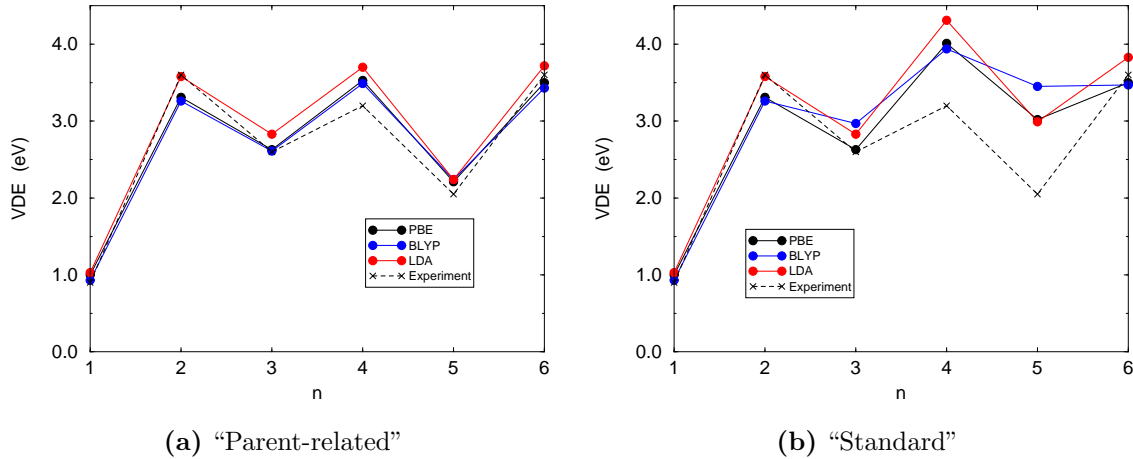 4.0
3.0
2.0
1.0
0.0
VDE (eV)
1 2 3 4 5 6
n
PBE
BLYP
LDA
Experiment
(a) “Parent-related”
4.0
3.0
2.0
1.0
0.0
VDE (eV)
1 2 3 4 5 6
n
PBE
BLYP
LDA
Experiment
(b) “Standard”